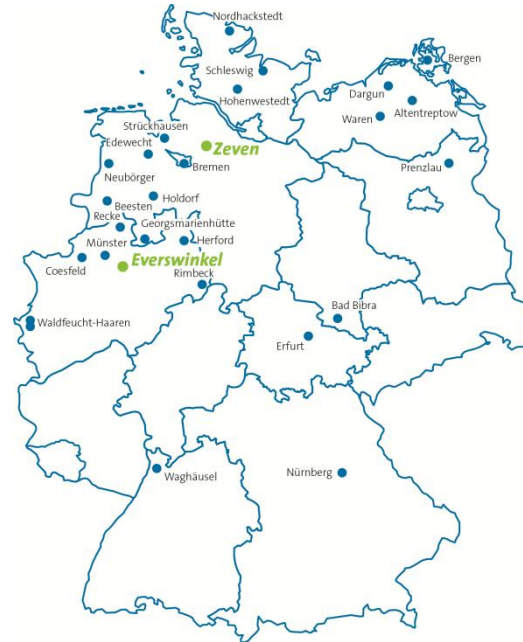 Nordhackstedt
Schleswig
Bergen
Hohenwestedt
Dargun
Altentreptow
Waren
Strückhausen
Zeven
Edewecht
Bremen
Prenzlau
Neubörger
Holdorf
Beesten
Recke
Georgsmarienhütte
Münster
Herford
Coesfeld
Everswinkel
Rimbeck
Bad Bibra
Waldfeucht-Haaren
Erfurt
Waghäusel
Nürnberg